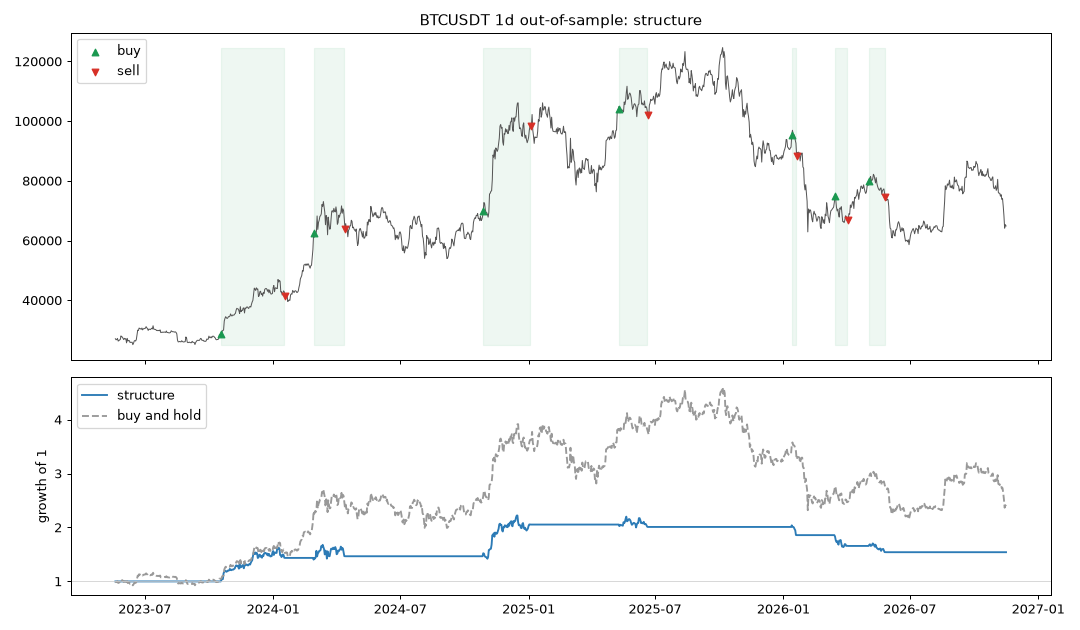 BTCUSDT 1d out-of-sample: structure
buy
sell
120000
100000
80000
60000
40000
structure
buy and hold
growth of 1
4
3
2
1
2023-07
2024-01
2024-07
2025-01
2025-07
2026-01
2026-07
2027-01